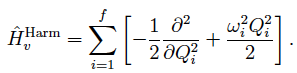 $$\hat{H}_v^{\text{Harm}} = \sum_{i=1}^{f} \left[ -\frac{1}{2} \frac{\partial^2}{\partial Q_i^2} + \frac{\omega_i^2 Q_i^2}{2} \right].$$